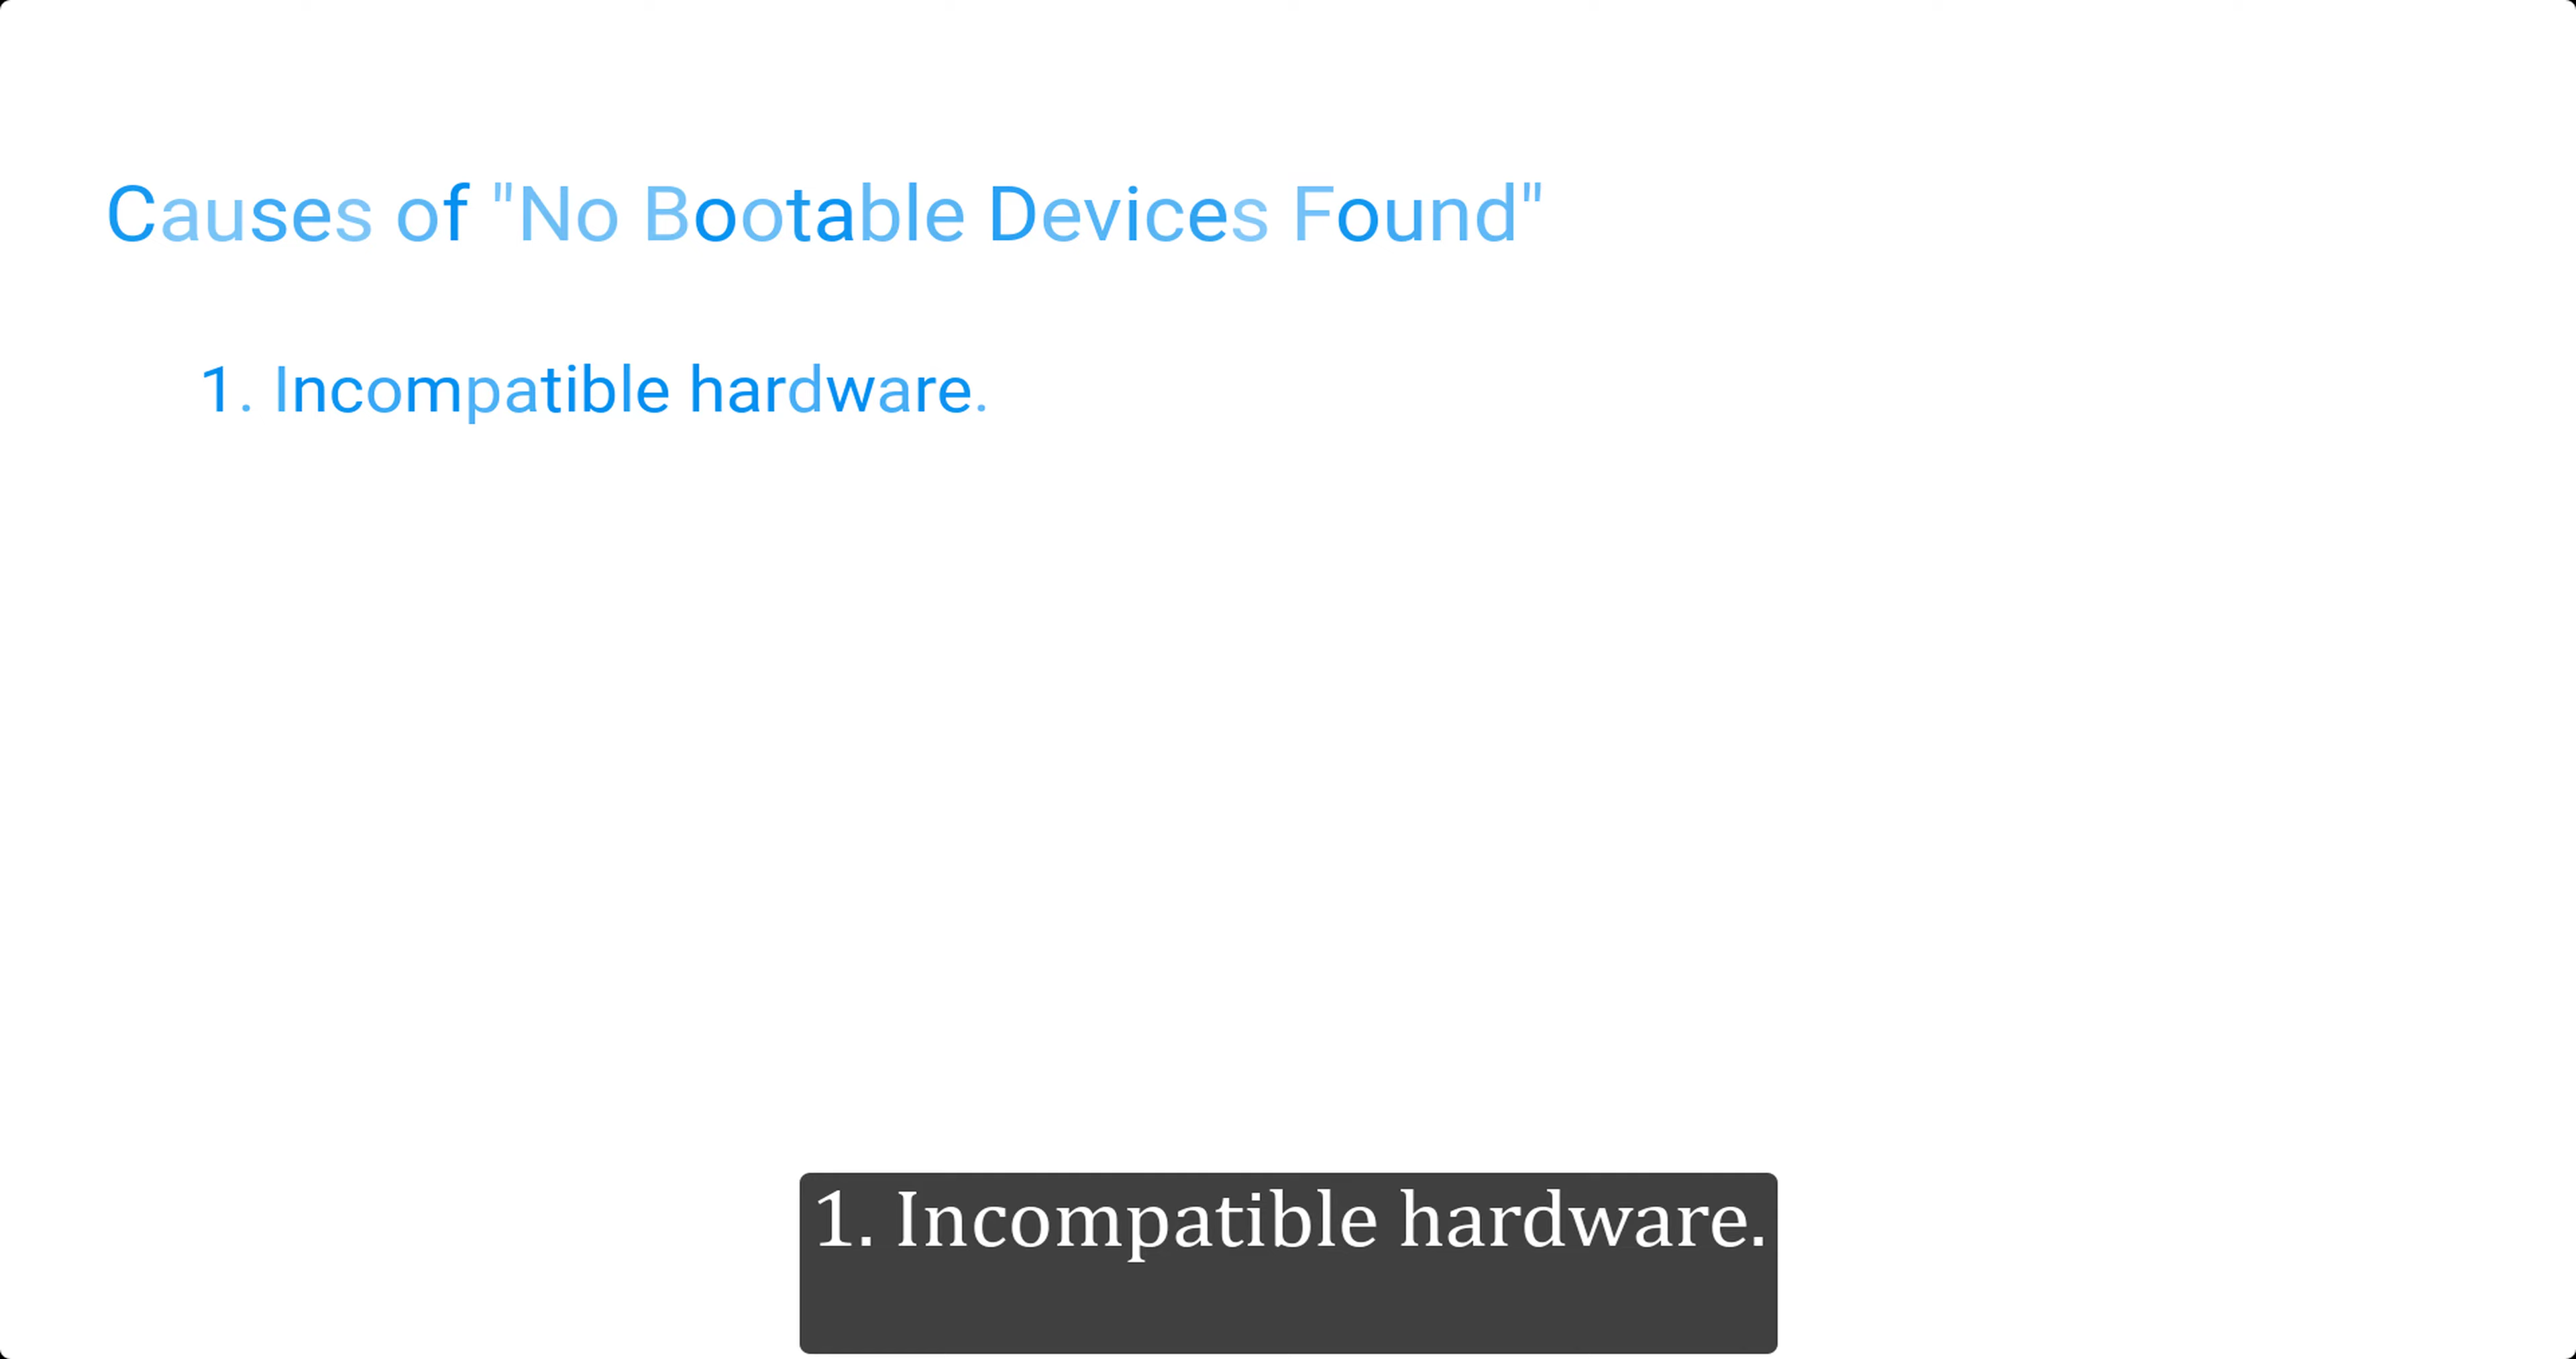 Causes of "No Bootable Devices Found"
1. Incompatible hardware.
1. Incompatible hardware.